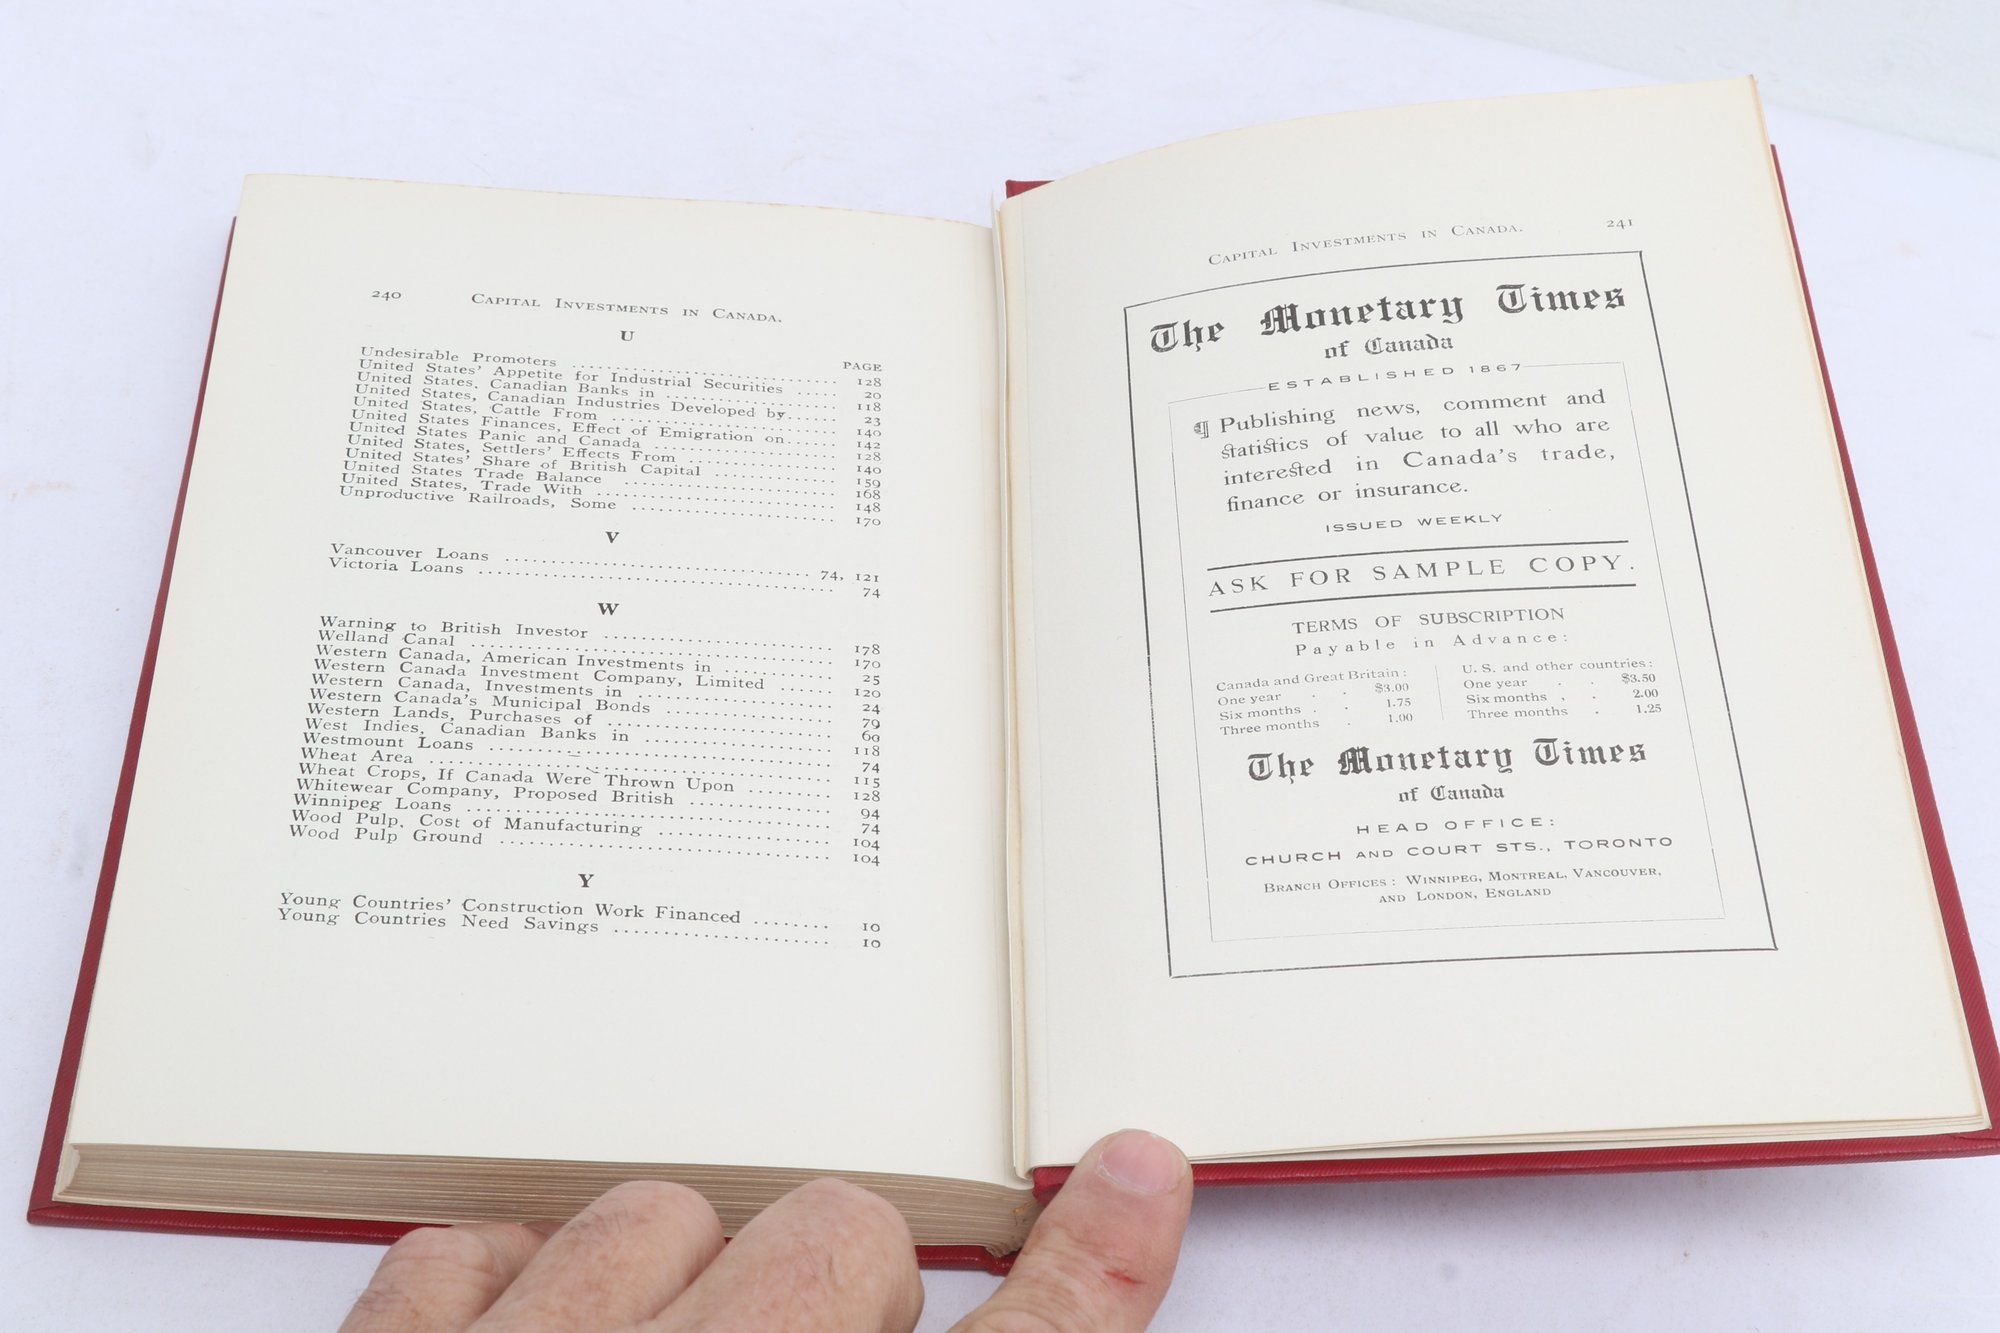 240 Capital Investments in Canada.
U
PAGE
Undesirable Promoters .............................. 128
United States' Appetite for Industrial Securities ..... 20
United States, Canadian Banks in ................... 118
United States, Canadian Industries Developed by...... 23
United States, Cattle From ......................... 140
United States Finances, Effect of Emigration on...... 142
United States Panic and Canada ..................... 128
United States, Settlers' Effects From ................ 140
United States' Share of British Capital .............. 159
United States Trade Balance ........................ 168
United States, Trade With .......................... 148
Unproductive Railroads, Some ...................... 170
V
Vancouver Loans ................................ 74, 121
Victoria Loans ..................................... 74
W
Warning to British Investor ........................ 178
Welland Canal ...................................... 170
Western Canada, American Investments in ............ 25
Western Canada Investment Company, Limited ...... 120
Western Canada, Investments in ..................... 24
Western Canada's Municipal Bonds .................. 79
Western Lands, Purchases of ........................ 69
West Indies, Canadian Banks in ..................... 118
Westmount Loans ................................... 74
Wheat Area ........................................ 115
Wheat Crops, If Canada Were Thrown Upon ......... 128
Whitewear Company, Proposed British ............... 94
Winnipeg Loans ..................................... 74
Wood Pulp, Cost of Manufacturing .................. 104
Wood Pulp Ground .................................. 104
Y
Young Countries' Construction Work Financed ........ 10
Young Countries Need Savings ....................... 10
Capital Investments in Canada. 241
The Monetary Times
of Canada
ESTABLISHED 1867
¶ Publishing news, comment and
statistics of value to all who are
interested in Canada's trade,
finance or insurance.
ISSUED WEEKLY
ASK FOR SAMPLE COPY.
TERMS OF SUBSCRIPTION
Payable in Advance:
Canada and Great Britain:
One year . . $3.00
Six months . . 1.75
Three months . 1.00
U.S. and other countries:
One year . . $3.50
Six months . . 2.00
Three months . 1.25
The Monetary Times
of Canada
HEAD OFFICE:
CHURCH AND COURT STS., TORONTO
Branch Offices: Winnipeg, Montreal, Vancouver,
and London, England